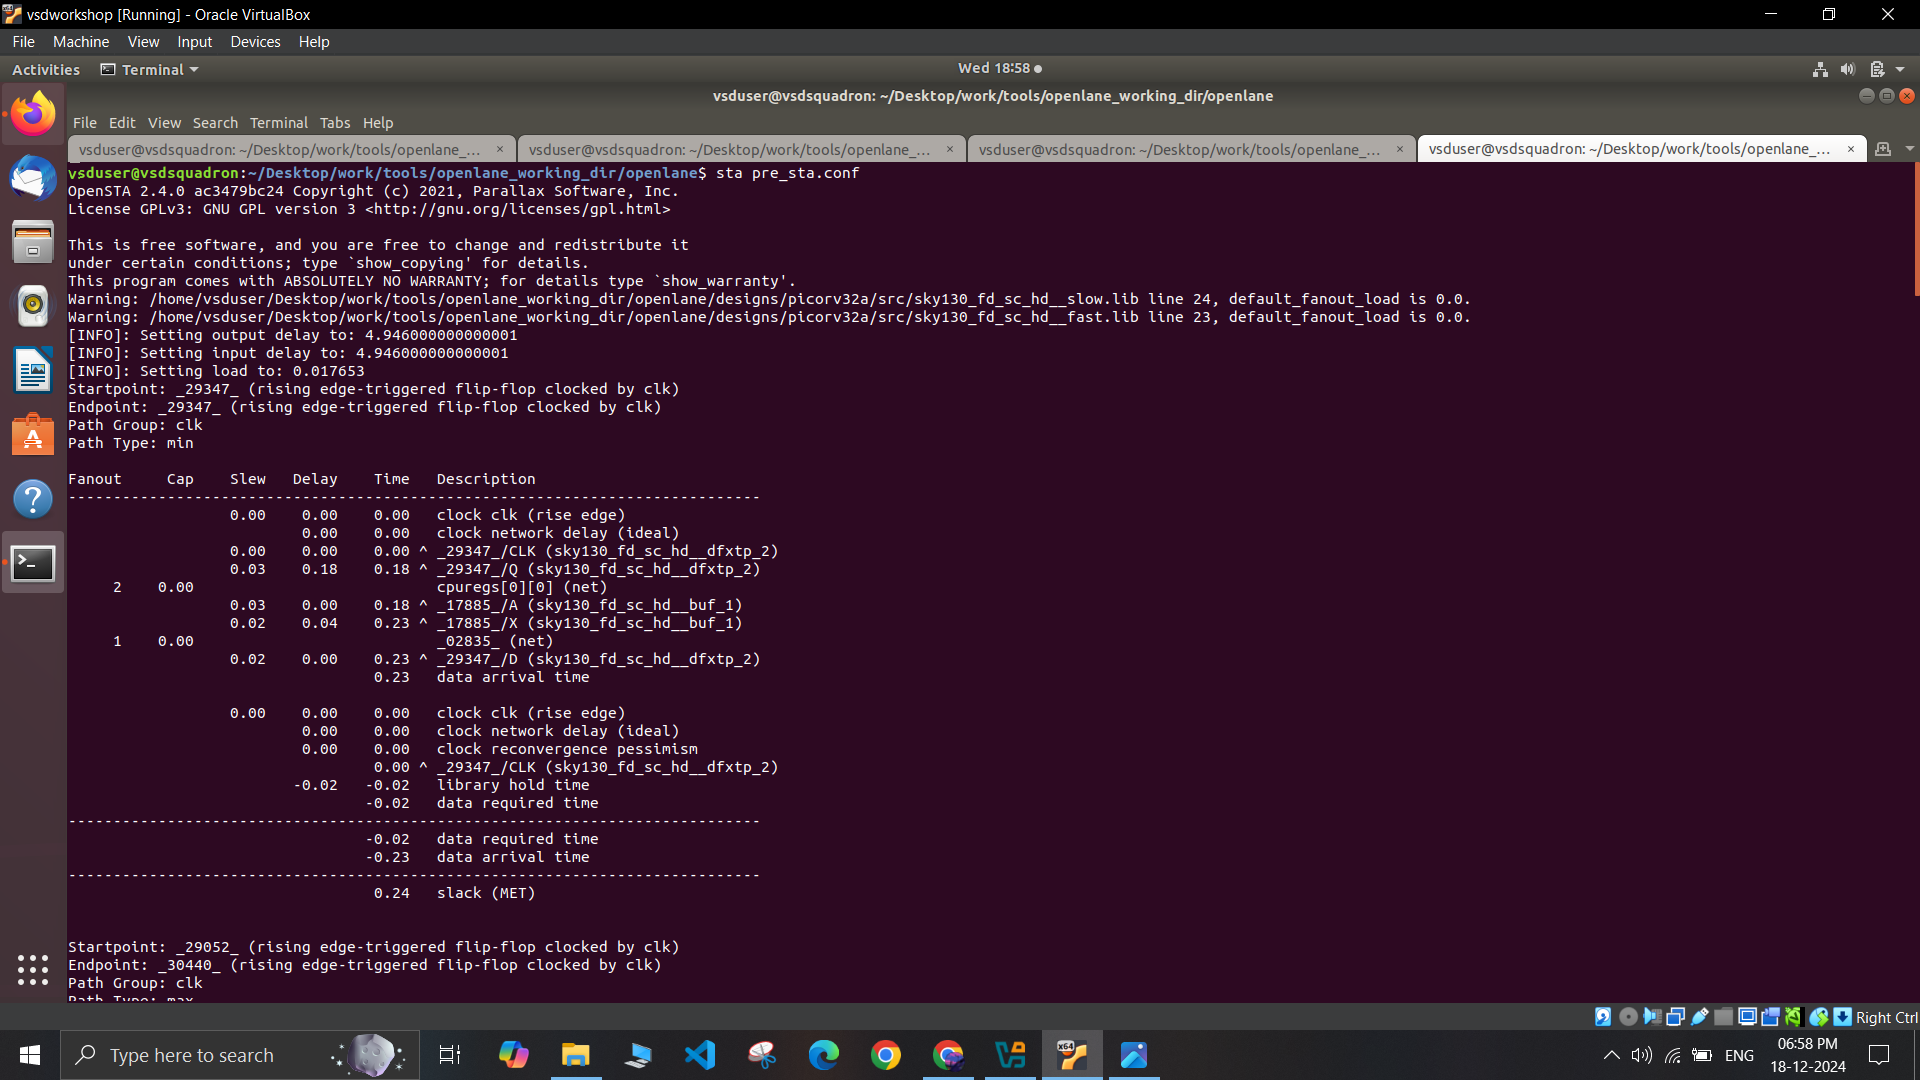 vsdworkshop [Running] - Oracle VirtualBox
File Machine View Input Devices Help
Activities Terminal Wed 18:58
vsduser@vsdsquadron: ~/Desktop/work/tools/openlane_working_dir/openlane
File Edit View Search Terminal Tabs Help
vsduser@vsdsquadron: ~/Desktop/work/tools/openlane_... × vsduser@vsdsquadron: ~/Desktop/work/tools/openlane_... × vsduser@vsdsquadron: ~/Desktop/work/tools/openlane_... × vsduser@vsdsquadron: ~/Desktop/work/tools/openlane_... ×
vsduser@vsdsquadron:~/Desktop/work/tools/openlane_working_dir/openlane$ sta pre_sta.conf
OpenSTA 2.4.0 ac3479bc24 Copyright (c) 2021, Parallax Software, Inc.
License GPLv3: GNU GPL version 3 <http://gnu.org/licenses/gpl.html>
This is free software, and you are free to change and redistribute it
under certain conditions; type `show_copying' for details.
This program comes with ABSOLUTELY NO WARRANTY; for details type `show_warranty'.
Warning: /home/vsduser/Desktop/work/tools/openlane_working_dir/openlane/designs/picorv32a/src/sky130_fd_sc_hd__slow.lib line 24, default_fanout_load is 0.0.
Warning: /home/vsduser/Desktop/work/tools/openlane_working_dir/openlane/designs/picorv32a/src/sky130_fd_sc_hd__fast.lib line 23, default_fanout_load is 0.0.
[INFO]: Setting output delay to: 4.946000000000001
[INFO]: Setting input delay to: 4.946000000000001
[INFO]: Setting load to: 0.017653
Startpoint: _29347_ (rising edge-triggered flip-flop clocked by clk)
Endpoint: _29347_ (rising edge-triggered flip-flop clocked by clk)
Path Group: clk
Path Type: min
Fanout Cap Slew Delay Time Description
-----------------------------------------------------------------------------
0.00 0.00 0.00 clock clk (rise edge)
0.00 0.00 clock network delay (ideal)
0.00 0.00 0.00 ^ _29347_/CLK (sky130_fd_sc_hd__dfxtp_2)
0.03 0.18 0.18 ^ _29347_/Q (sky130_fd_sc_hd__dfxtp_2)
2 0.00 cpuregs[0][0] (net)
0.03 0.00 0.18 ^ _17885_/A (sky130_fd_sc_hd__buf_1)
0.02 0.04 0.23 ^ _17885_/X (sky130_fd_sc_hd__buf_1)
1 0.00 _02835_ (net)
0.02 0.00 0.23 ^ _29347_/D (sky130_fd_sc_hd__dfxtp_2)
0.23 data arrival time
0.00 0.00 0.00 clock clk (rise edge)
0.00 0.00 clock network delay (ideal)
0.00 0.00 clock reconvergence pessimism
0.00 ^ _29347_/CLK (sky130_fd_sc_hd__dfxtp_2)
-0.02 -0.02 library hold time
-0.02 data required time
-----------------------------------------------------------------------------
-0.02 data required time
-0.23 data arrival time
-----------------------------------------------------------------------------
0.24 slack (MET)
Startpoint: _29052_ (rising edge-triggered flip-flop clocked by clk)
Endpoint: _30440_ (rising edge-triggered flip-flop clocked by clk)
Path Group: clk
Path Type: max
Right Ctrl
Type here to search
ENG
06:58 PM
18-12-2024